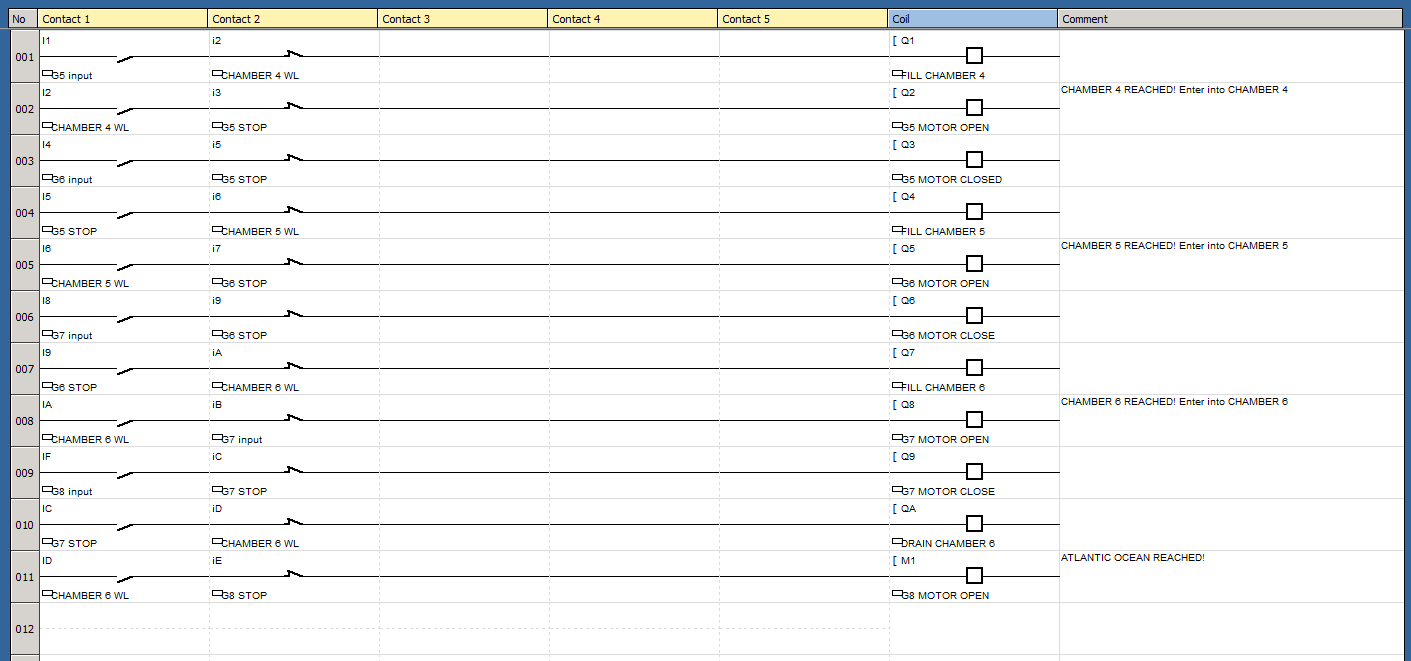 No Contact 1 Contact 2 Contact 3 Contact 4 Contact 5 Coil Comment
I1 i2 [ Q1
001
G5 input CHAMBER 4 WL FILL CHAMBER 4
I2 i3 [ Q2 CHAMBER 4 REACHED! Enter into CHAMBER 4
002
CHAMBER 4 WL G5 STOP G5 MOTOR OPEN
I4 i5 [ Q3
003
G6 input G5 STOP G5 MOTOR CLOSED
I5 i6 [ Q4
004
G5 STOP CHAMBER 5 WL FILL CHAMBER 5
I6 i7 [ Q5 CHAMBER 5 REACHED! Enter into CHAMBER 5
005
CHAMBER 5 WL G6 STOP G6 MOTOR OPEN
I8 i9 [ Q6
006
G7 input G6 STOP G6 MOTOR CLOSE
I9 iA [ Q7
007
G6 STOP CHAMBER 6 WL FILL CHAMBER 6
IA iB [ Q8 CHAMBER 6 REACHED! Enter into CHAMBER 6
008
CHAMBER 6 WL G7 input G7 MOTOR OPEN
IF iC [ Q9
009
G8 input G7 STOP G7 MOTOR CLOSE
IC iD [ QA
010
G7 STOP CHAMBER 6 WL DRAIN CHAMBER 6
ID iE [ M1 ATLANTIC OCEAN REACHED!
011
CHAMBER 6 WL G8 STOP G8 MOTOR OPEN
012